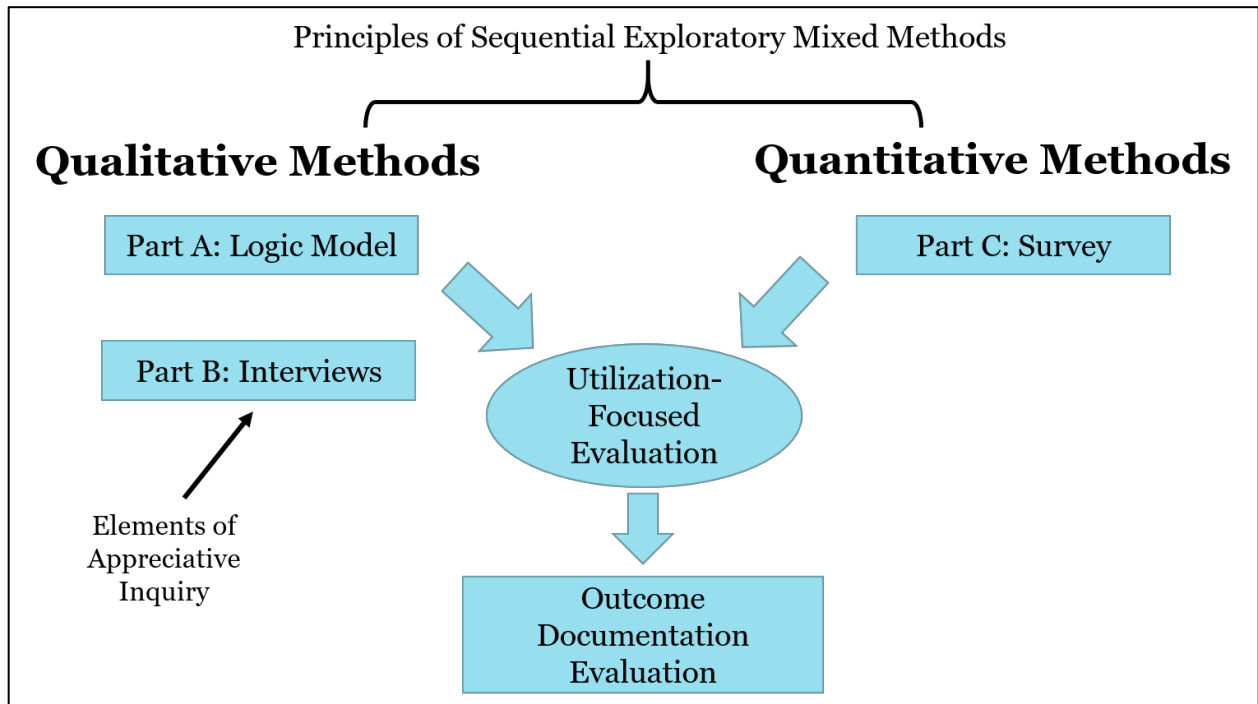 Principles of Sequential Exploratory Mixed Methods
Qualitative Methods
Quantitative Methods
Part A: Logic Model
Part C: Survey
Part B: Interviews
Utilization-
Focused
Evaluation
Elements of
Appreciative
Inquiry
Outcome
Documentation
Evaluation